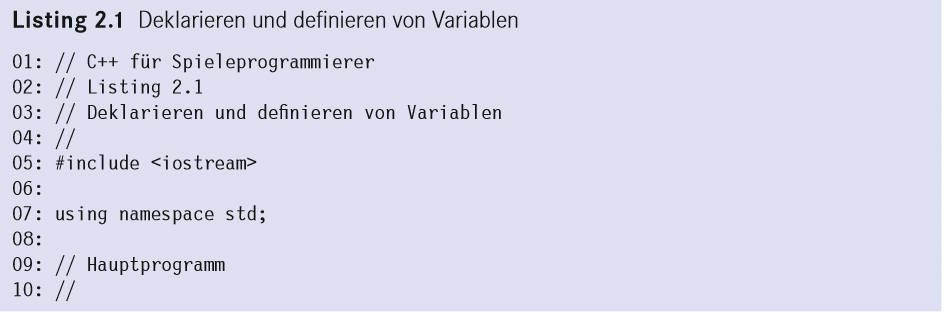 Listing 2.1 Deklarieren und definieren von Variablen
01: // C++ für Spieleprogrammierer
02: // Listing 2.1
03: // Deklarieren und definieren von Variablen
04: //
05: #include <iostream>
06:
07: using namespace std;
08:
09: // Hauptprogramm
10: //